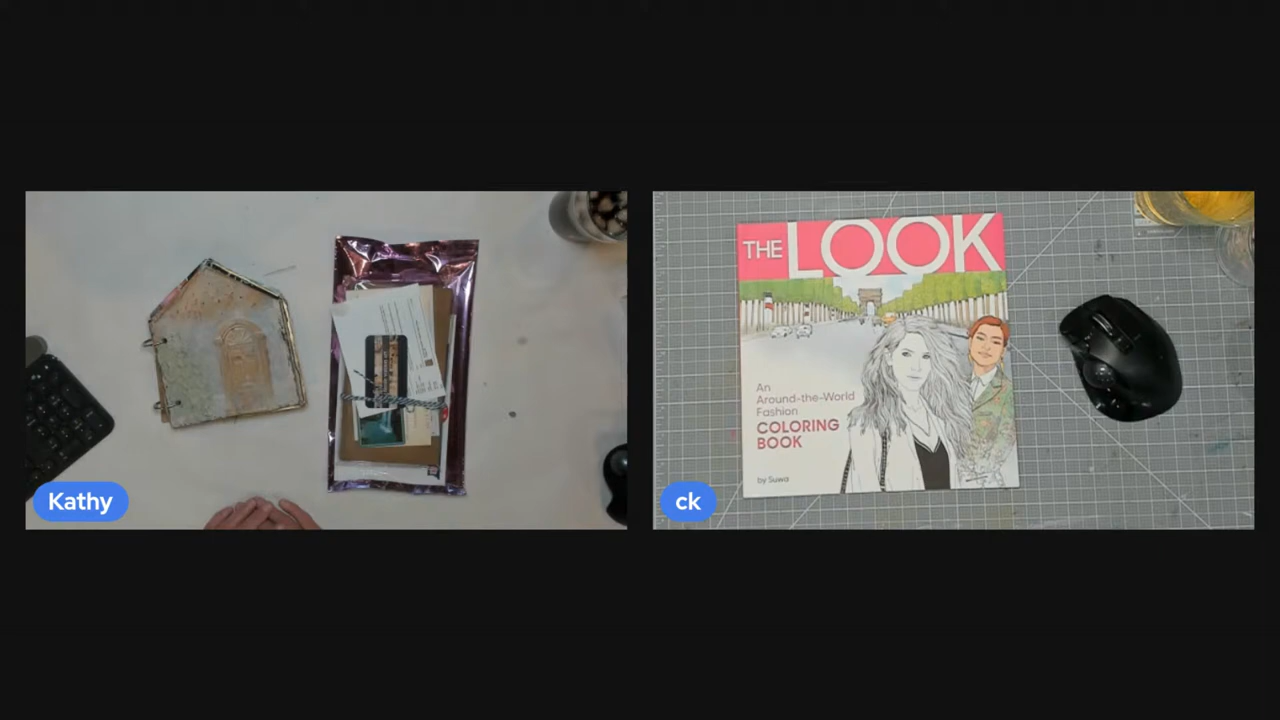 THE LOOK
An
Around-the-World
Fashion
COLORING
BOOK
by Suwa
Kathy
ck